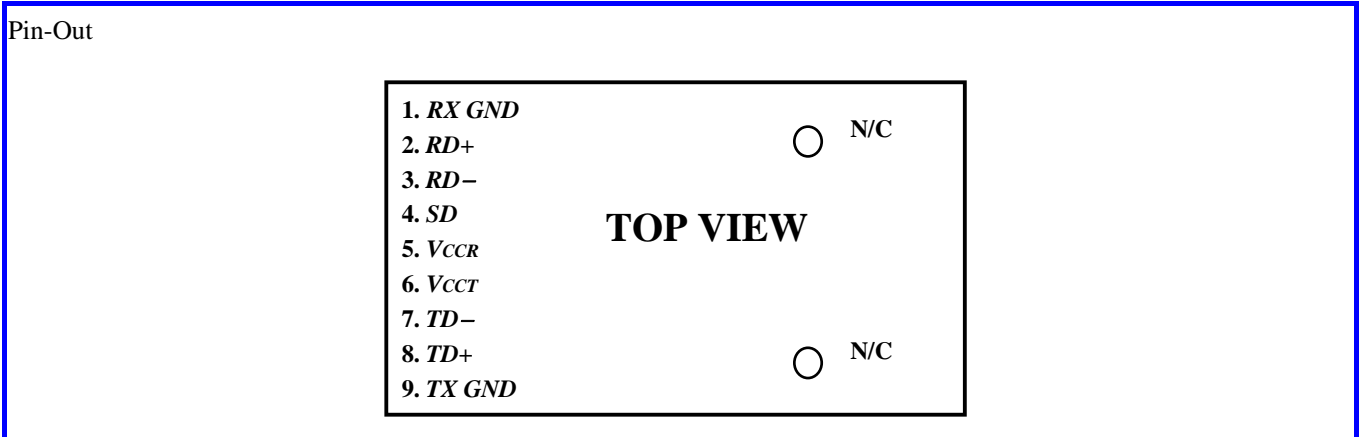 Pin-Out
1. RX GND
N/C
2. RD+
3. RD−
4. SD
TOP VIEW
5. VCCR
6. VCCT
7. TD−
8. TD+
N/C
9. TX GND